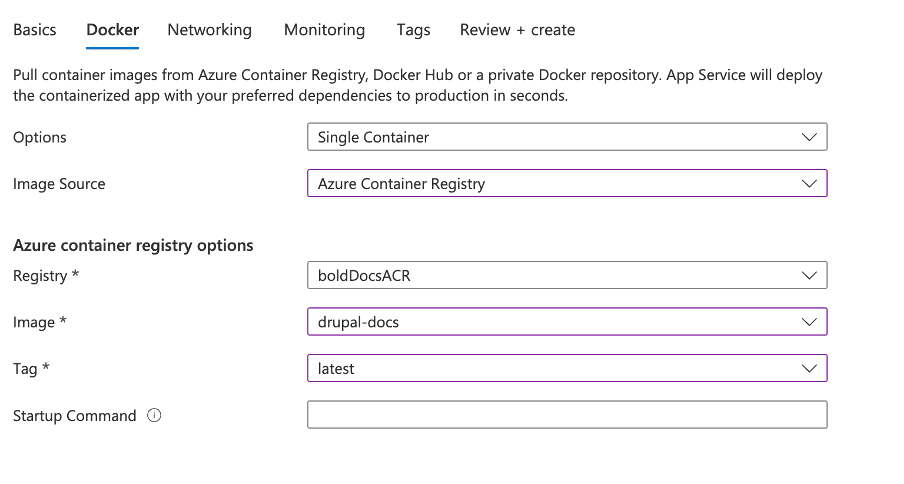 Basics Docker Networking Monitoring Tags Review + create
Pull container images from Azure Container Registry, Docker Hub or a private Docker repository. App Service will deploy
the containerized app with your preferred dependencies to production in seconds.
Options Single Container
Image Source Azure Container Registry
Azure container registry options
Registry * boldDocsACR
Image * drupal-docs
Tag * latest
Startup Command